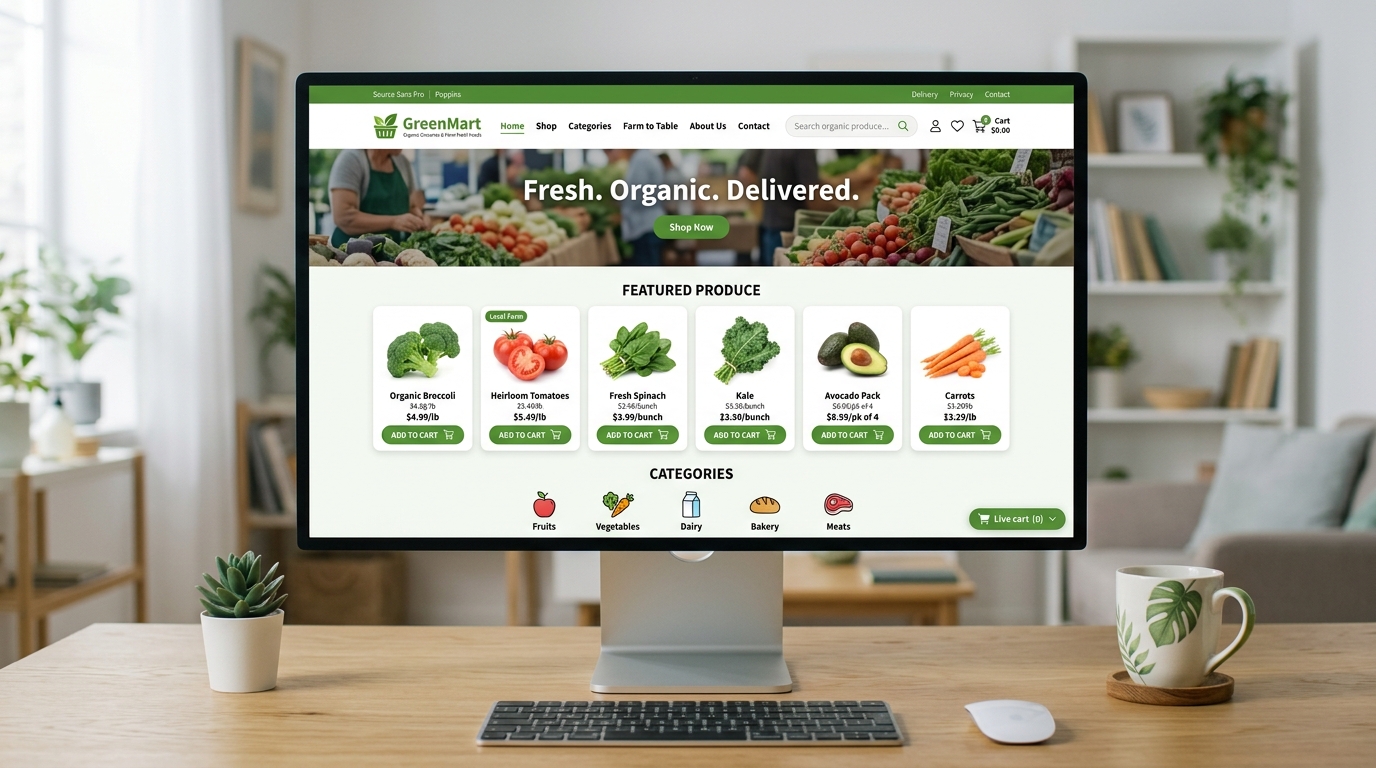 Source Sans Pro | Poppins
Delivery Privacy Contact
GreenMart
Home Shop Categories Farm to Table About Us Contact
Search organic produce...
0
Cart
$0.00
Fresh. Organic. Delivered.
Shop Now
FEATURED PRODUCE
Organic Broccoli
$4.99/lb
ADD TO CART
Local Farm
Heirloom Tomatoes
$5.49/lb
ADD TO CART
Fresh Spinach
$3.99/bunch
ADD TO CART
Kale
/bunch
ADD TO CART
Avocado Pack
$8.99/pk of 4
ADD TO CART
Carrots
ADD TO CART
CATEGORIES
Fruits
Vegetables
Dairy
Bakery
Meats
Live cart (0)